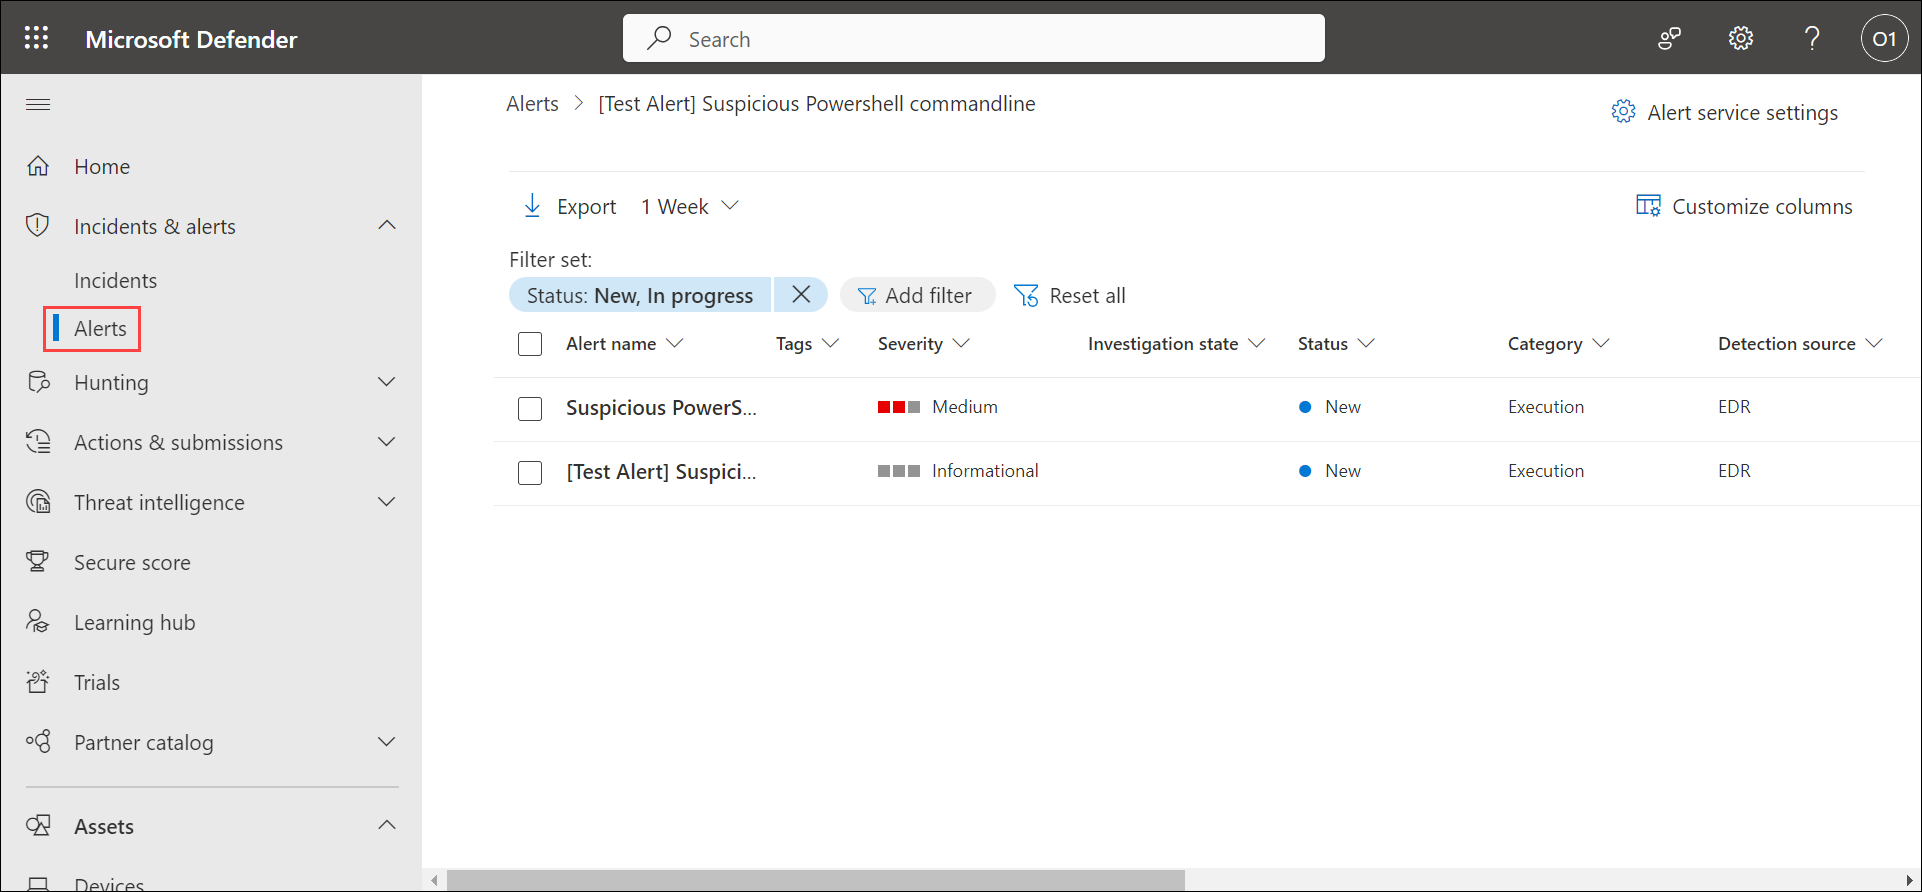 Microsoft Defender
Search
O1
Home
Incidents & alerts
Incidents
Alerts
Hunting
Actions & submissions
Threat intelligence
Secure score
Learning hub
Trials
Partner catalog
Assets
Devices
Alerts > [Test Alert] Suspicious Powershell commandline
Alert service settings
Export 1 Week
Customize columns
Filter set:
Status: New, In progress Add filter Reset all
Alert name Tags Severity Investigation state Status Category Detection source
Suspicious PowerS... Medium New Execution EDR
[Test Alert] Suspici... Informational New Execution EDR